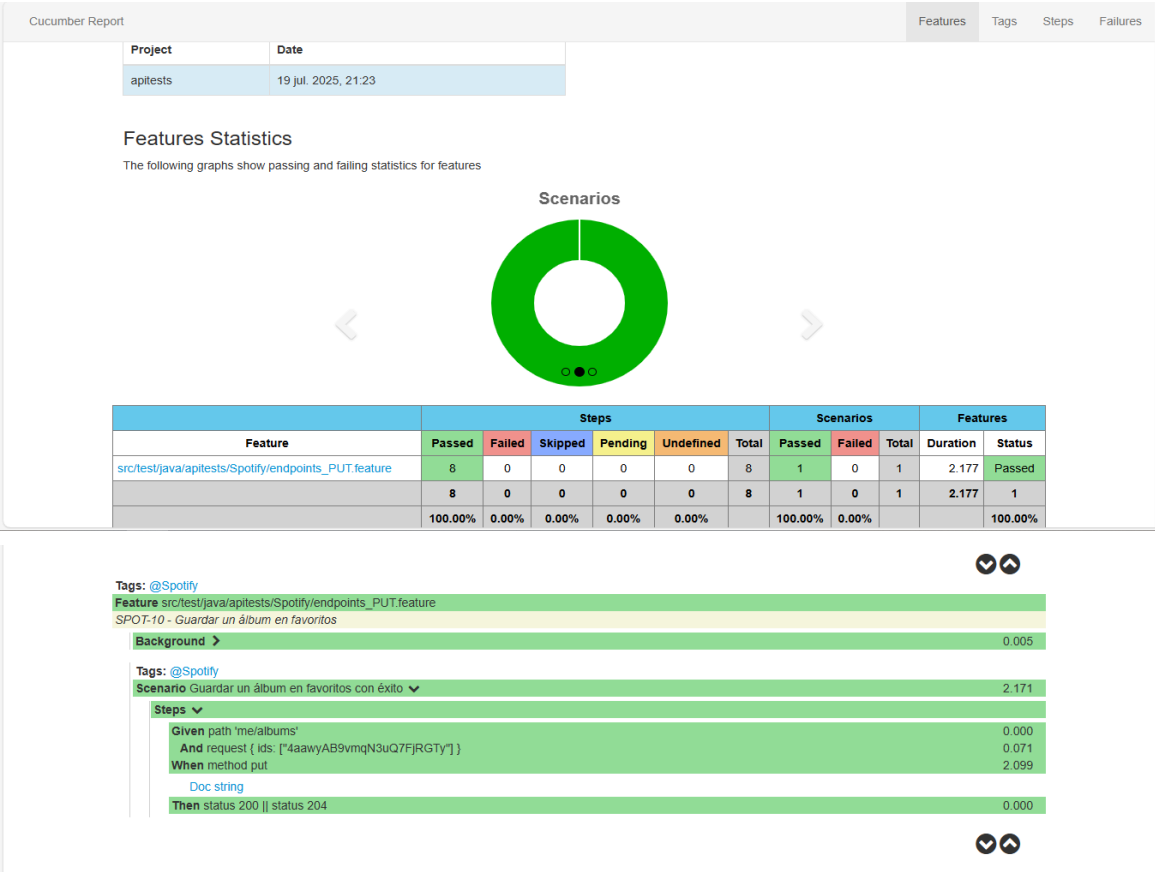 Cucumber Report Features Tags Steps Failures
Project Date
apitests 19 jul. 2025, 21:23
Features Statistics
The following graphs show passing and failing statistics for features
Scenarios
Steps Scenarios Features
Feature Passed Failed Skipped Pending Undefined Total Passed Failed Total Duration Status
src/test/java/apitests/Spotify/endpoints_PUT.feature 8 0 0 0 0 8 1 0 1 2.177 Passed
8 0 0 0 0 8 1 0 1 2.177 1
100.00% 0.00% 0.00% 0.00% 0.00% 100.00% 0.00% 100.00%
Tags: @Spotify
Feature src/test/java/apitests/Spotify/endpoints_PUT.feature
SPOT-10 - Guardar un álbum en favoritos
Background 0.005
Tags: @Spotify
Scenario Guardar un álbum en favoritos con éxito 2.171
Steps
Given path 'me/albums' 0.000
And request { ids: ["4aawyAB9vmqN3uQ7FjRGTy"] } 0.071
When method put 2.099
Doc string
Then status 200 || status 204 0.000